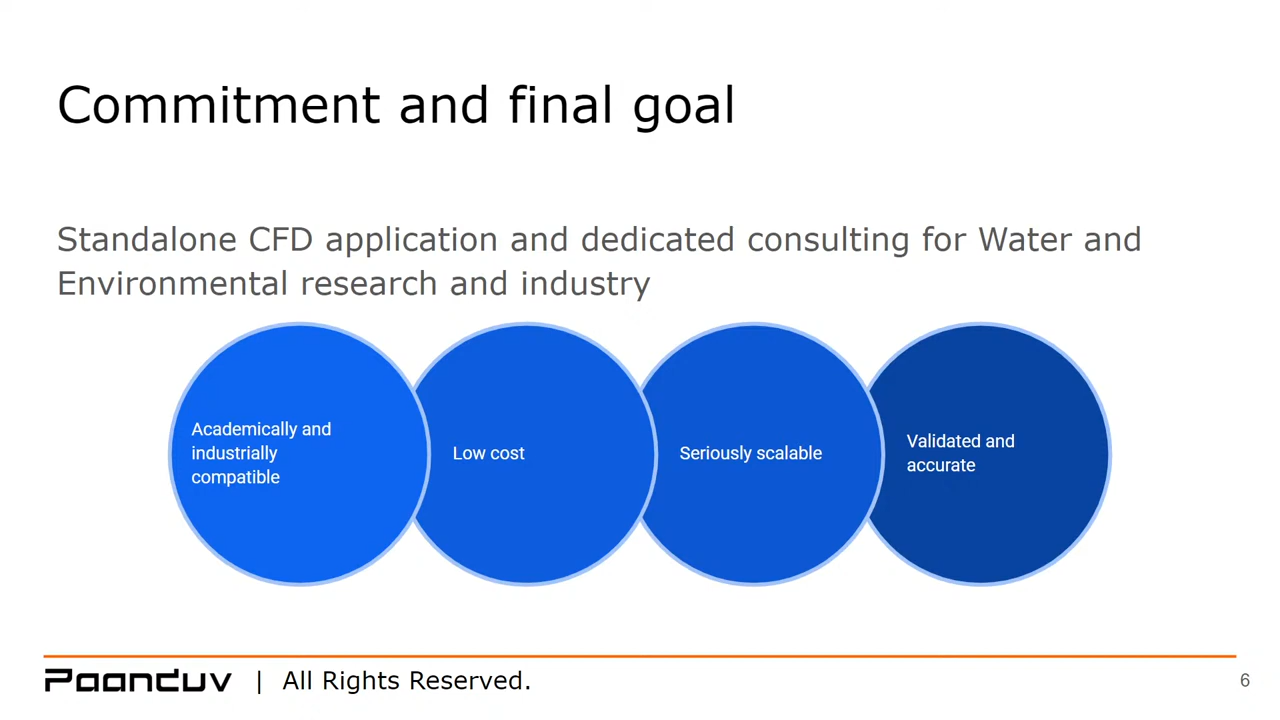 Commitment and final goal
Standalone CFD application and dedicated consulting for Water and
Environmental research and industry
Academically and
industrially
compatible
Low cost
Seriously scalable
Validated and
accurate
Paanduv | All Rights Reserved.
6